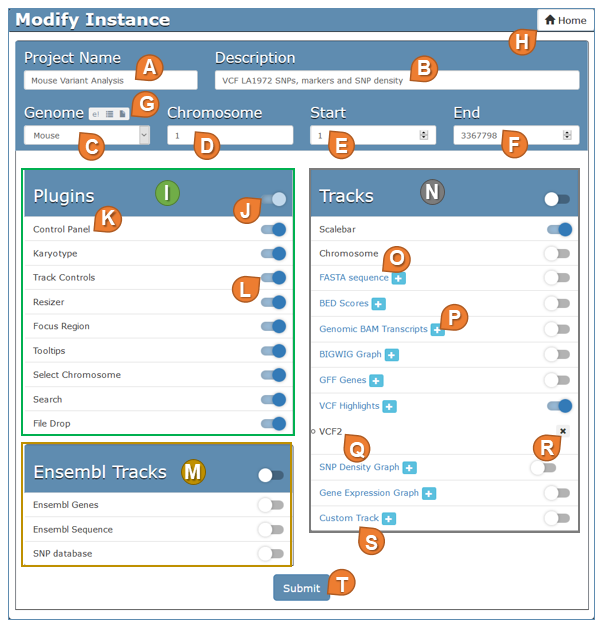 Modify Instance
Home
H
Project Name
Description
Mouse Variant Analysis
A
VCF LA1972 SNPs, markers and SNP density
B
Genome
e!
G
Chromosome
Start
End
Mouse
C
1
D
1
E
3367798
F
Plugins
I
J
Control Panel
K
Karyotype
Track Controls
L
Resizer
Focus Region
Tooltips
Select Chromosome
Search
File Drop
Ensembl Tracks
M
Ensembl Genes
Ensembl Sequence
SNP database
Tracks
N
Scalebar
Chromosome
O
FASTA sequence +
BED Scores +
Genomic BAM Transcripts +
P
BIGWIG Graph +
GFF Genes +
VCF Highlights +
VCF2
Q
R
SNP Density Graph +
Gene Expression Graph +
Custom Track +
S
Submit
T